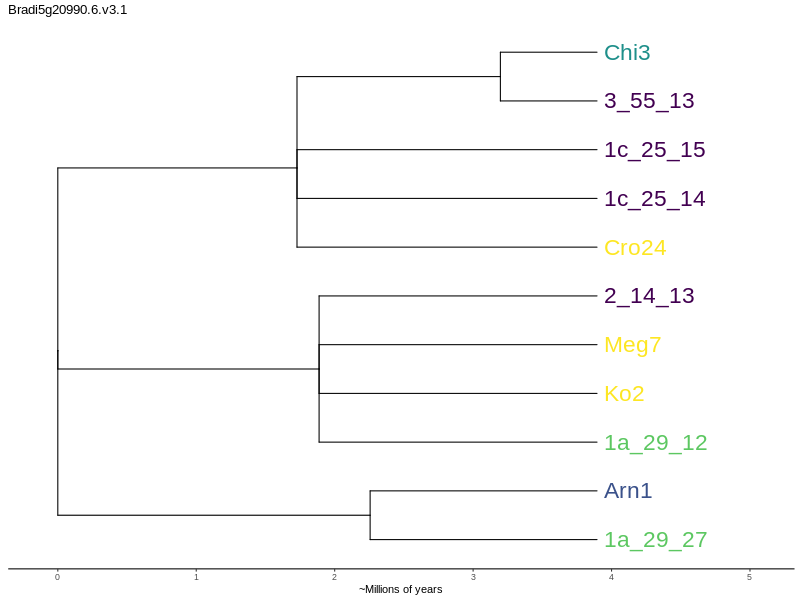 Bradi5g20990.6.v3.1
Chi3
3_55_13
1c_25_15
1c_25_14
Cro24
2_14_13
Meg7
Ko2
1a_29_12
Arn1
1a_29_27
0 1 2 3 4 5
~Millions of years